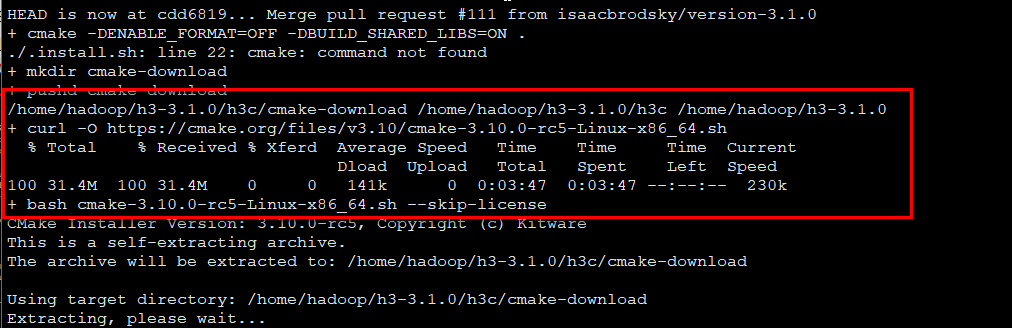 HEAD is now at cdd6819... Merge pull request #111 from isaacbrodsky/version-3.1.0
+ cmake -DENABLE_FORMAT=OFF -DBUILD_SHARED_LIBS=ON .
./.install.sh: line 22: cmake: command not found
+ mkdir cmake-download
+ pushd cmake-download
/home/hadoop/h3-3.1.0/h3c/cmake-download /home/hadoop/h3-3.1.0/h3c /home/hadoop/h3-3.1.0
+ curl -O https://cmake.org/files/v3.10/cmake-3.10.0-rc5-Linux-x86_64.sh
  % Total    % Received % Xferd  Average Speed   Time    Time     Time  Current
                                 Dload  Upload   Total   Spent    Left  Speed
100 31.4M  100 31.4M    0     0   141k      0  0:03:47  0:03:47 --:--:--  230k
+ bash cmake-3.10.0-rc5-Linux-x86_64.sh --skip-license
CMake Installer Version: 3.10.0-rc5, Copyright (c) Kitware
This is a self-extracting archive.
The archive will be extracted to: /home/hadoop/h3-3.1.0/h3c/cmake-download

Using target directory: /home/hadoop/h3-3.1.0/h3c/cmake-download
Extracting, please wait...